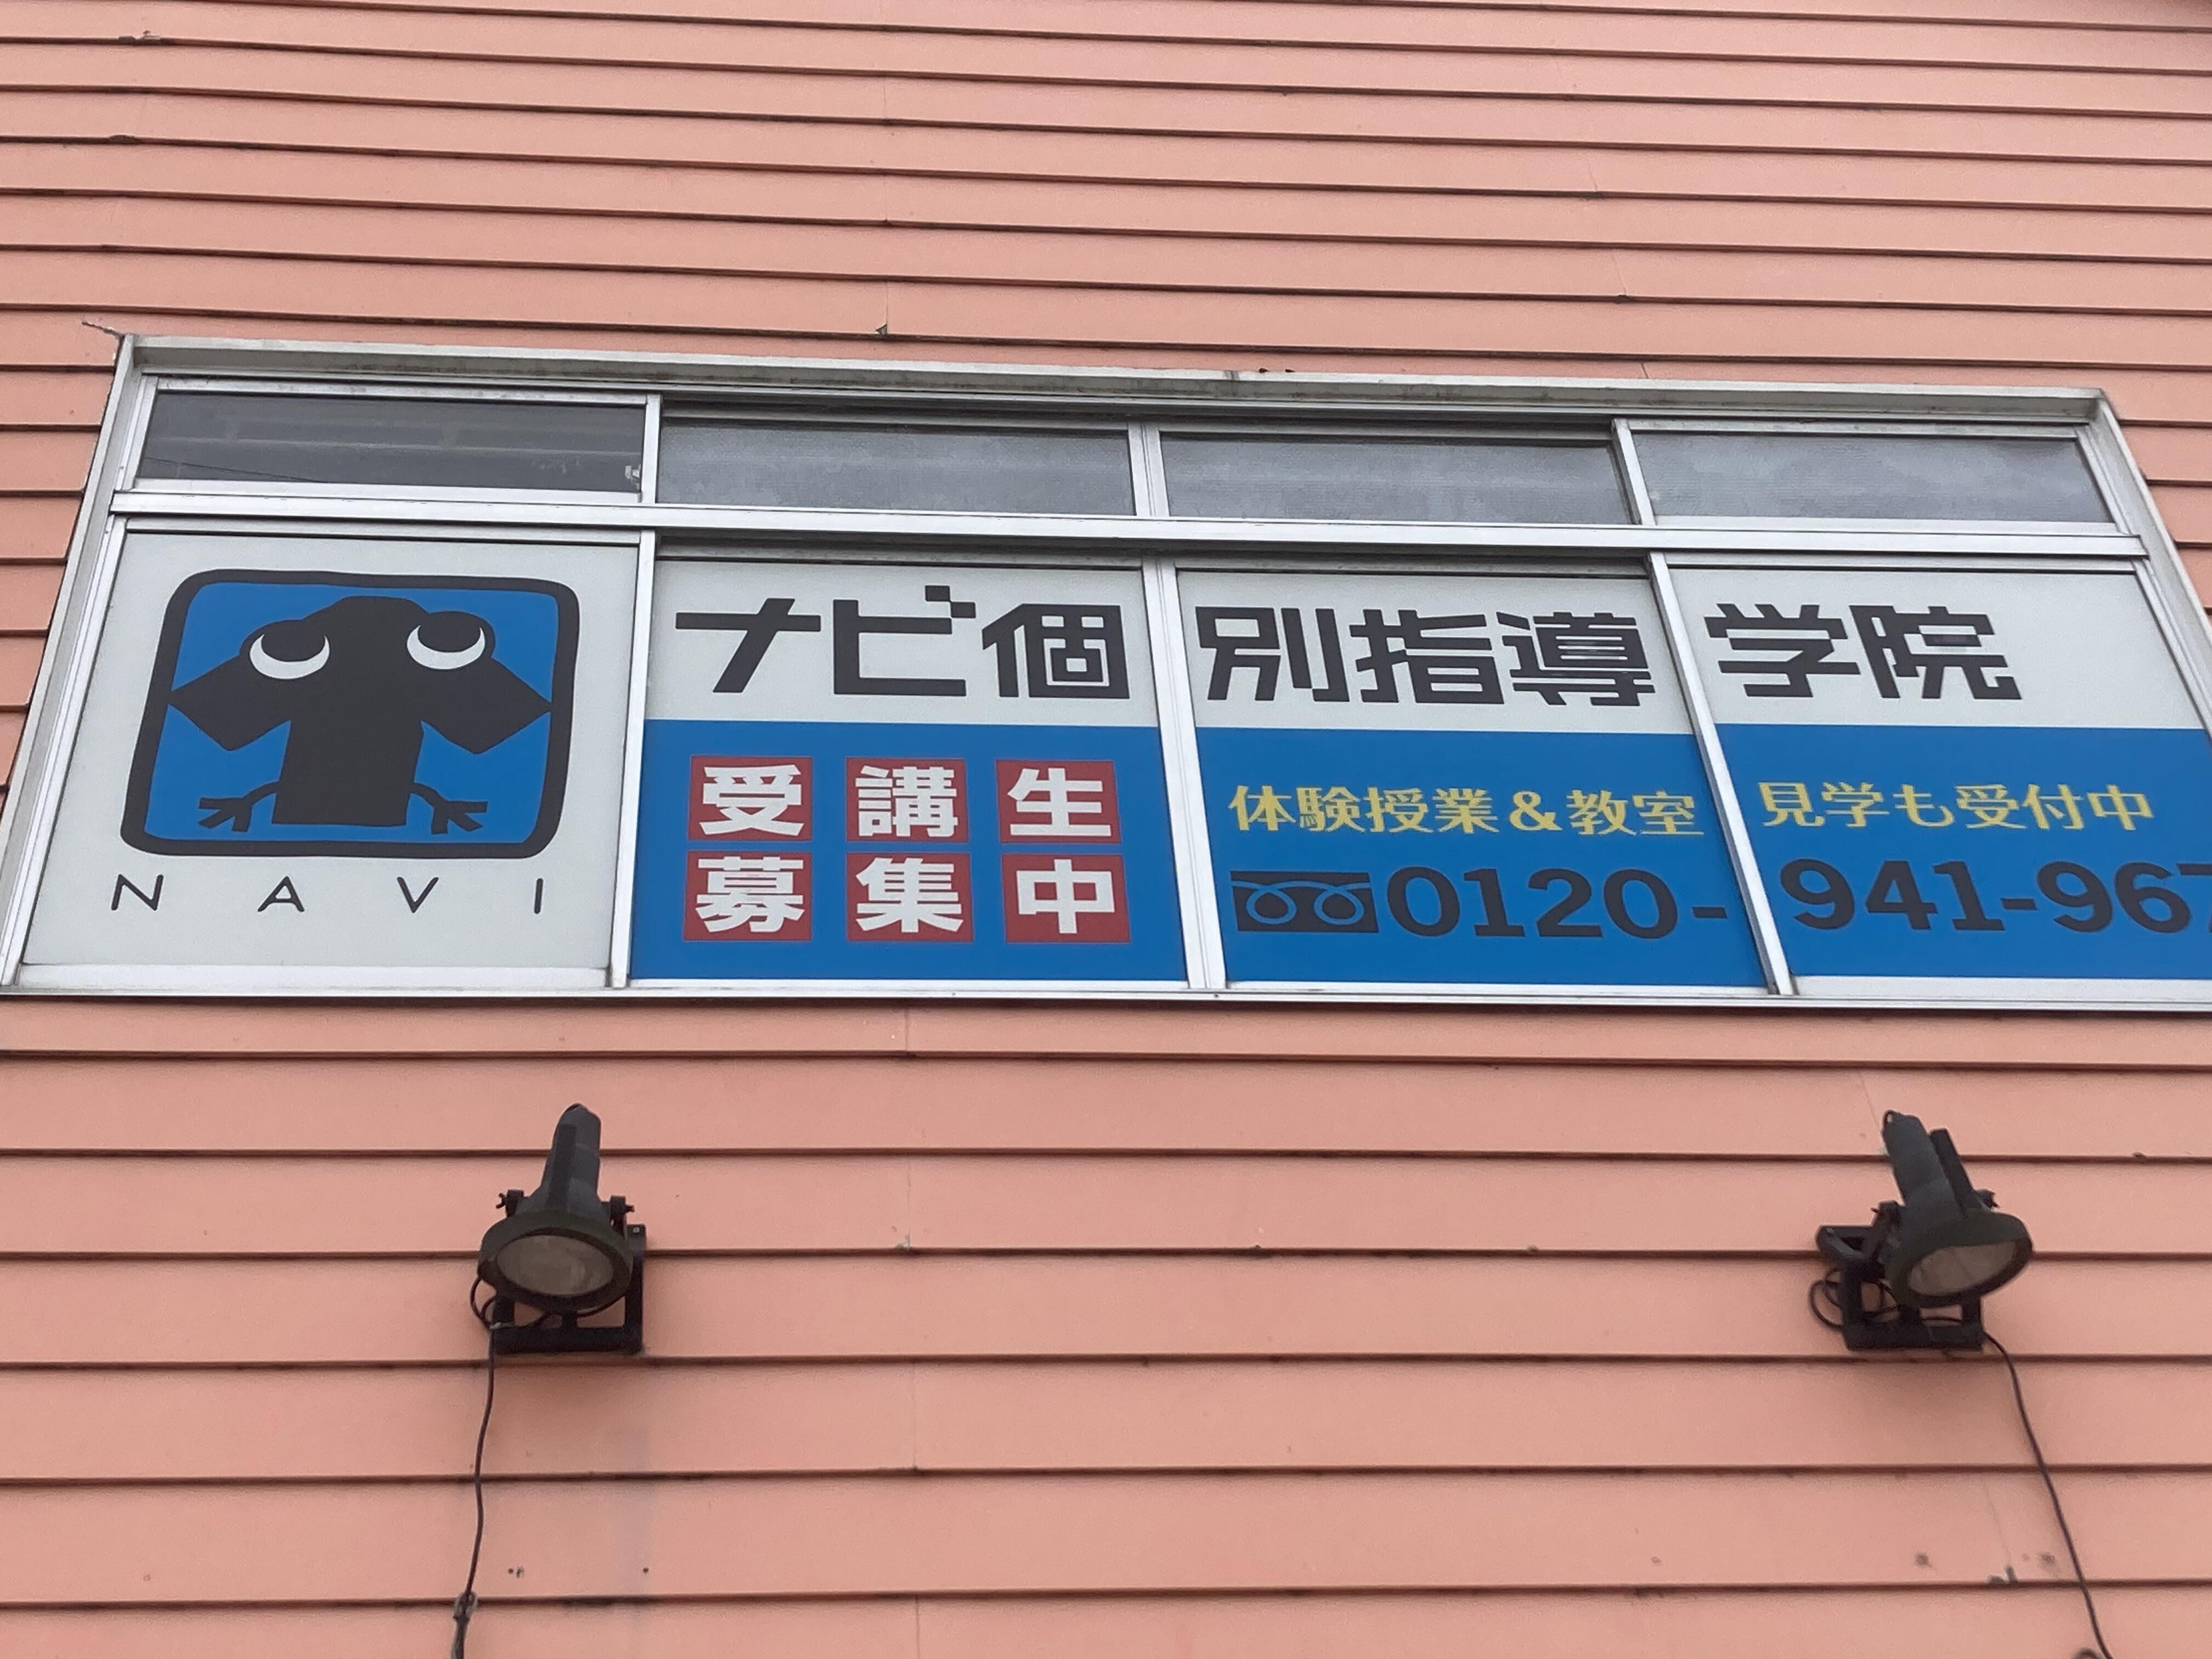 NAVI
ナビ個別指導学院
受講生
募集中
体験授業＆教室見学も受付中
0120-941-967